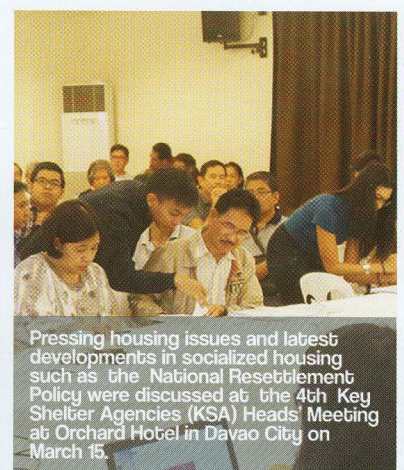 Pressing housing issues and latest
developments in socialized housing
such as the National Resettlement
Policy were discussed at the 4th Key
Shelter Agencies (KSA) Heads' Meeting
at Orchard Hotel in Davao City on
March 15.